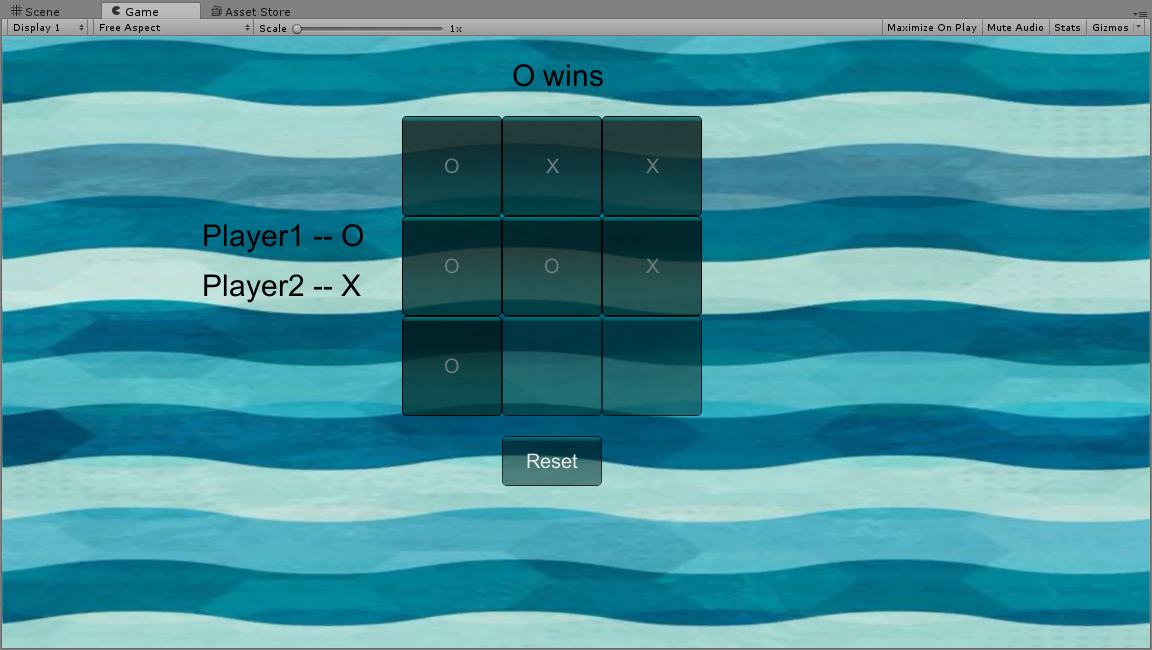 Scene Game Asset Store
Display 1 Free Aspect Scale 1x Maximize On Play Mute Audio Stats Gizmos
O wins
O X X
Player1 -- O
O O X
Player2 -- X
O
Reset